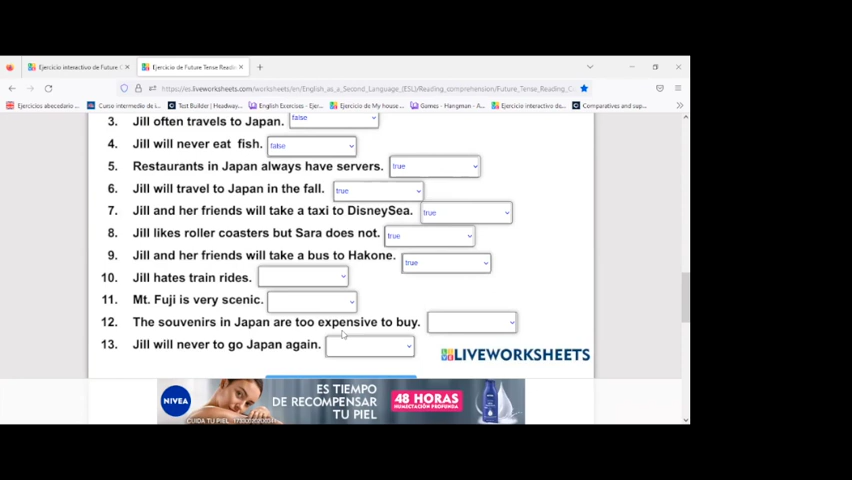 Ejercicio interactivo de Future C
Ejercicio de Future Tense Readi
https://es.liveworksheets.com/worksheets/en/English_as_a_Second_Language_(ESL)/Reading_comprehension/Future_Tense_Reading_C
Ejercicios abecedario ... Curso intermedio de i... Test Builder | Headway... English Exercises - Ejer... Ejercicio de My house ... Games - Hangman - A... Ejercicio interactivo de... Comparatives and sup...
3. Jill often travels to Japan. false
4. Jill will never eat fish. false
5. Restaurants in Japan always have servers. true
6. Jill will travel to Japan in the fall. true
7. Jill and her friends will take a taxi to DisneySea. true
8. Jill likes roller coasters but Sara does not. true
9. Jill and her friends will take a bus to Hakone. true
10. Jill hates train rides.
11. Mt. Fuji is very scenic.
12. The souvenirs in Japan are too expensive to buy.
13. Jill will never to go Japan again.
LIVEWORKSHEETS
NIVEA
ES TIEMPO
DE RECOMPENSAR
TU PIEL
48 HORAS
HUMECTACIÓN PROFUNDA
CUIDA TU PIEL.